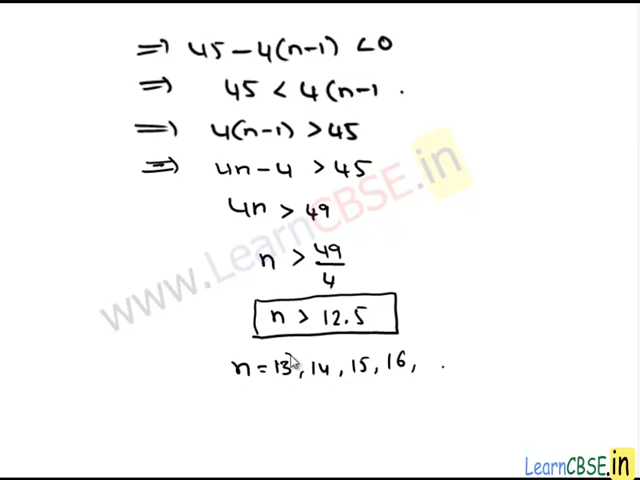 ⇒ 45 - 4(n-1) < 0
⇒ 45 < 4(n-1 .
⇒ 4(n-1) > 45
⇒ 4n - 4 > 45
4n > 49
n > 49/4
n > 12.5
n = 13, 14, 15, 16, .
www.LearnCBSE.in
LearnCBSE.in